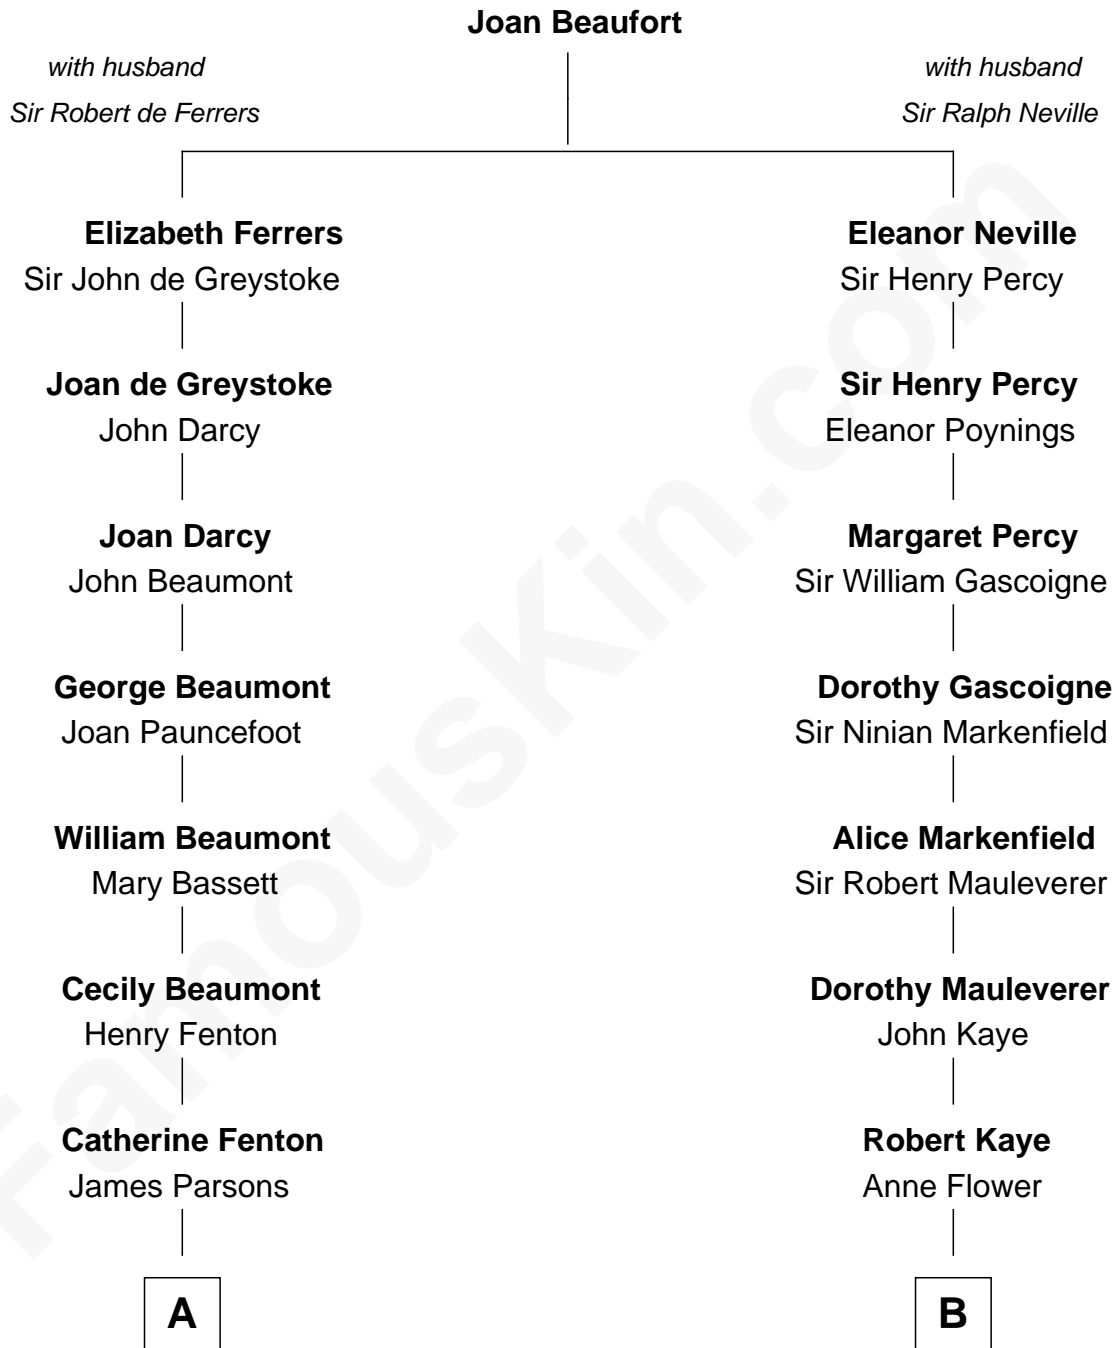 Joan Beaufort
with husband
Sir Robert de Ferrers
with husband
Sir Ralph Neville
Elizabeth Ferrers
Sir John de Greystoke
Eleanor Neville
Sir Henry Percy
Joan de Greystoke
John Darcy
Sir Henry Percy
Eleanor Poynings
Joan Darcy
John Beaumont
Margaret Percy
Sir William Gascoigne
George Beaumont
Joan Pauncefoot
Dorothy Gascoigne
Sir Ninian Markenfield
William Beaumont
Mary Bassett
Alice Markenfield
Sir Robert Mauleverer
Cecily Beaumont
Henry Fenton
Dorothy Mauleverer
John Kaye
Catherine Fenton
James Parsons
Robert Kaye
Anne Flower
A
B
FamousKin.com